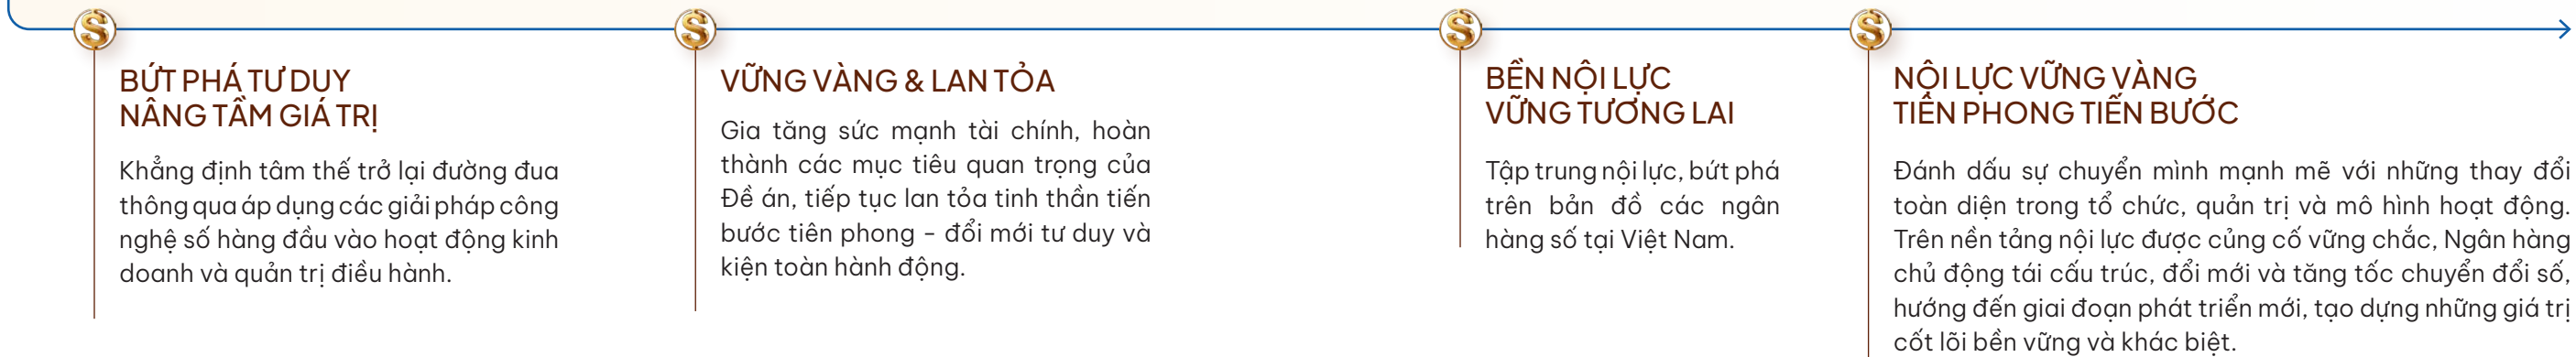 BỨT PHÁ TƯ DUY
NÂNG TẦM GIÁ TRỊ
Khẳng định tâm thế trở lại đường đua
thông qua áp dụng các giải pháp công
nghệ số hàng đầu vào hoạt động kinh
doanh và quản trị điều hành.
VỮNG VÀNG & LAN TỎA
Gia tăng sức mạnh tài chính, hoàn
thành các mục tiêu quan trọng của
Đề án, tiếp tục lan tỏa tinh thần tiến
bước tiên phong - đổi mới tư duy và
kiện toàn hành động.
BỀN NỘI LỰC
VỮNG TƯƠNG LAI
Tập trung nội lực, bứt phá
trên bản đồ các ngân
hàng số tại Việt Nam.
NỘI LỰC VỮNG VÀNG
TIÊN PHONG TIẾN BƯỚC
Đánh dấu sự chuyển mình mạnh mẽ với những thay đổi
toàn diện trong tổ chức, quản trị và mô hình hoạt động.
Trên nền tảng nội lực được củng cố vững chắc, Ngân hàng
chủ động tái cấu trúc, đổi mới và tăng tốc chuyển đổi số,
hướng đến giai đoạn phát triển mới, tạo dựng những giá trị
cốt lõi bền vững và khác biệt.